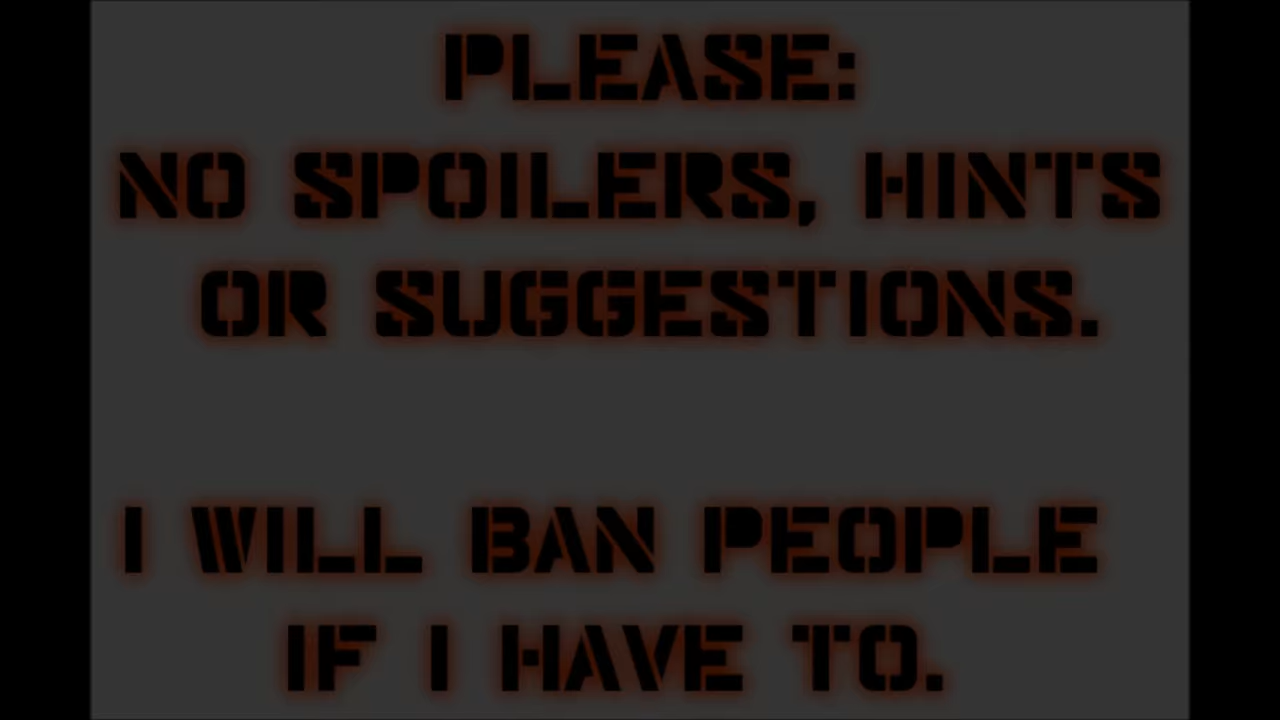 PLEASE:
NO SPOILERS, HINTS
OR SUGGESTIONS.
I WILL BAN PEOPLE
IF I HAVE TO.